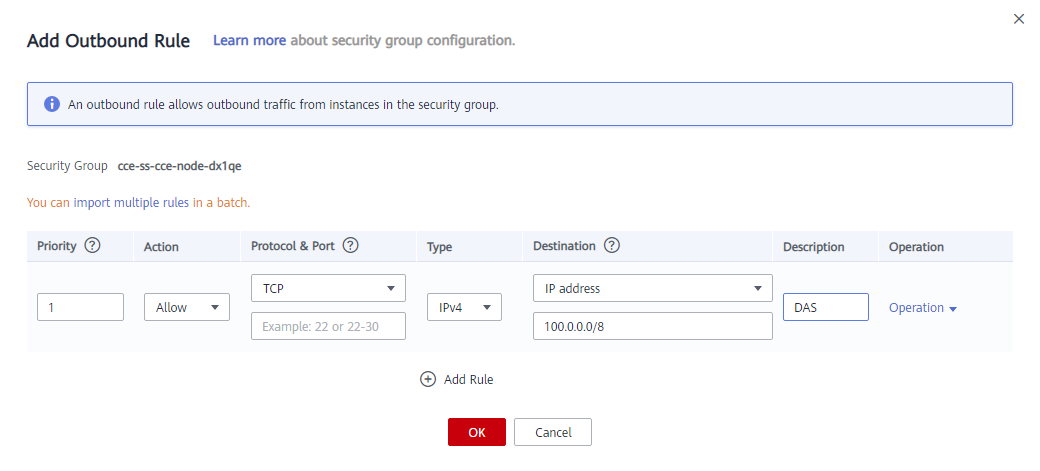 Add Outbound Rule Learn more about security group configuration.
An outbound rule allows outbound traffic from instances in the security group.
Security Group cce-ss-cce-node-dx1qe
You can import multiple rules in a batch.
Priority ? Action Protocol & Port ? Type Destination ? Description Operation
TCP IP address
1 Allow IPv4 DAS Operation
Example: 22 or 22-30 100.0.0.0/8
Add Rule
OK Cancel